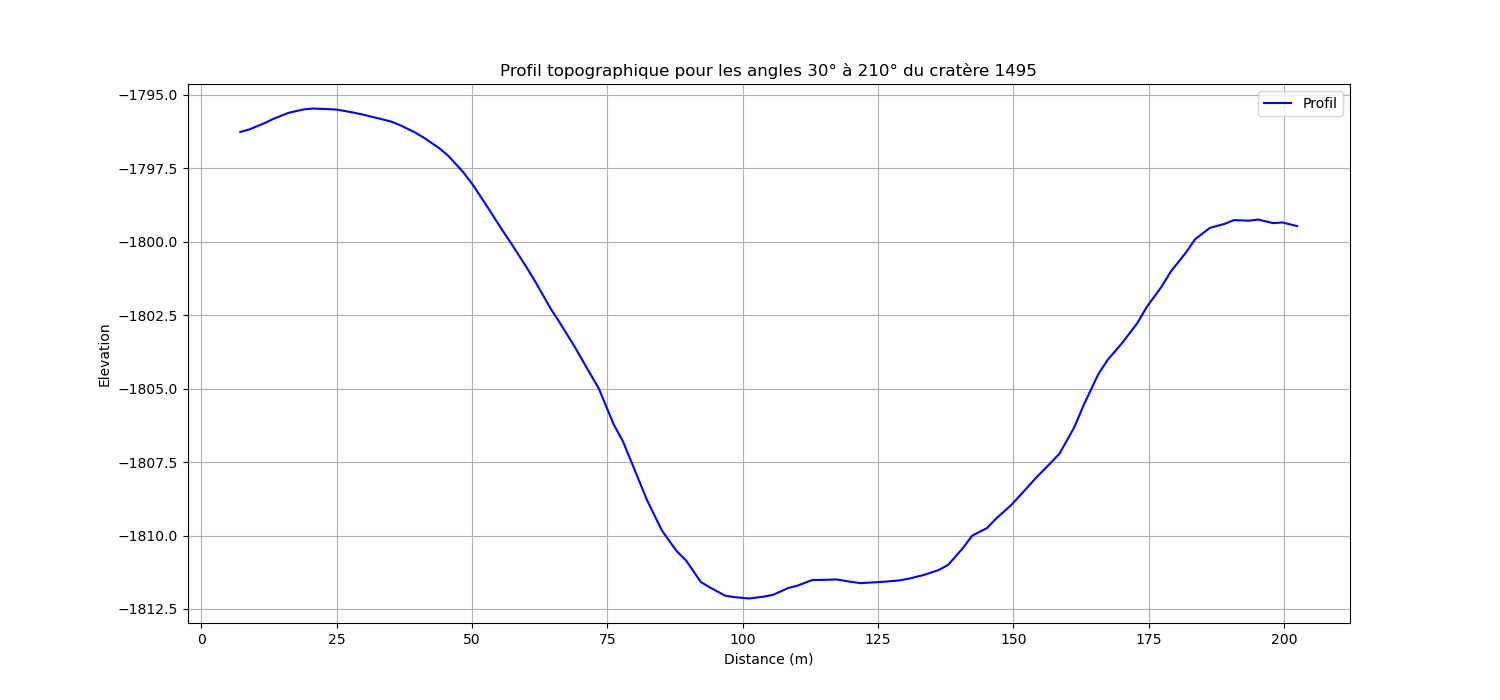 Profil topographique pour les angles 30° à 210° du cratère 1495
Profil
Elevation
−1795.0
−1797.5
−1800.0
−1802.5
−1805.0
−1807.5
−1810.0
−1812.5
0 25 50 75 100 125 150 175 200
Distance (m)